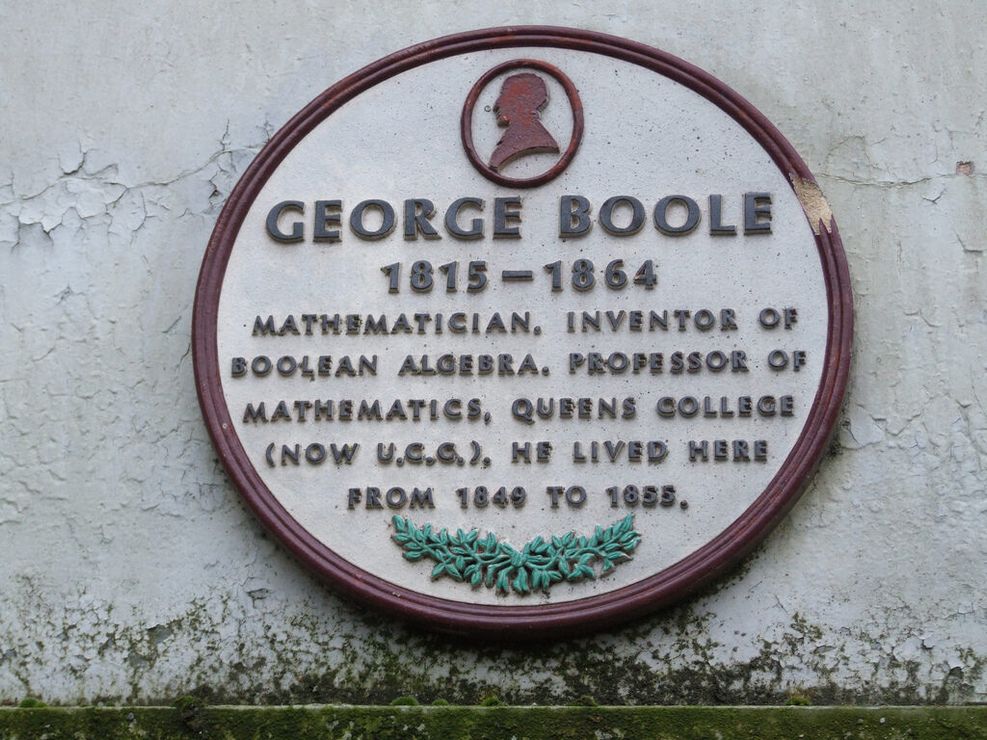 GEORGE BOOLE
1815-1864
MATHEMATICIAN. INVENTOR OF
BOOLEAN ALGEBRA. PROFESSOR OF
MATHEMATICS, QUEENS COLLEGE
(NOW U.C.C.), HE LIVED HERE
FROM 1849 TO 1855.